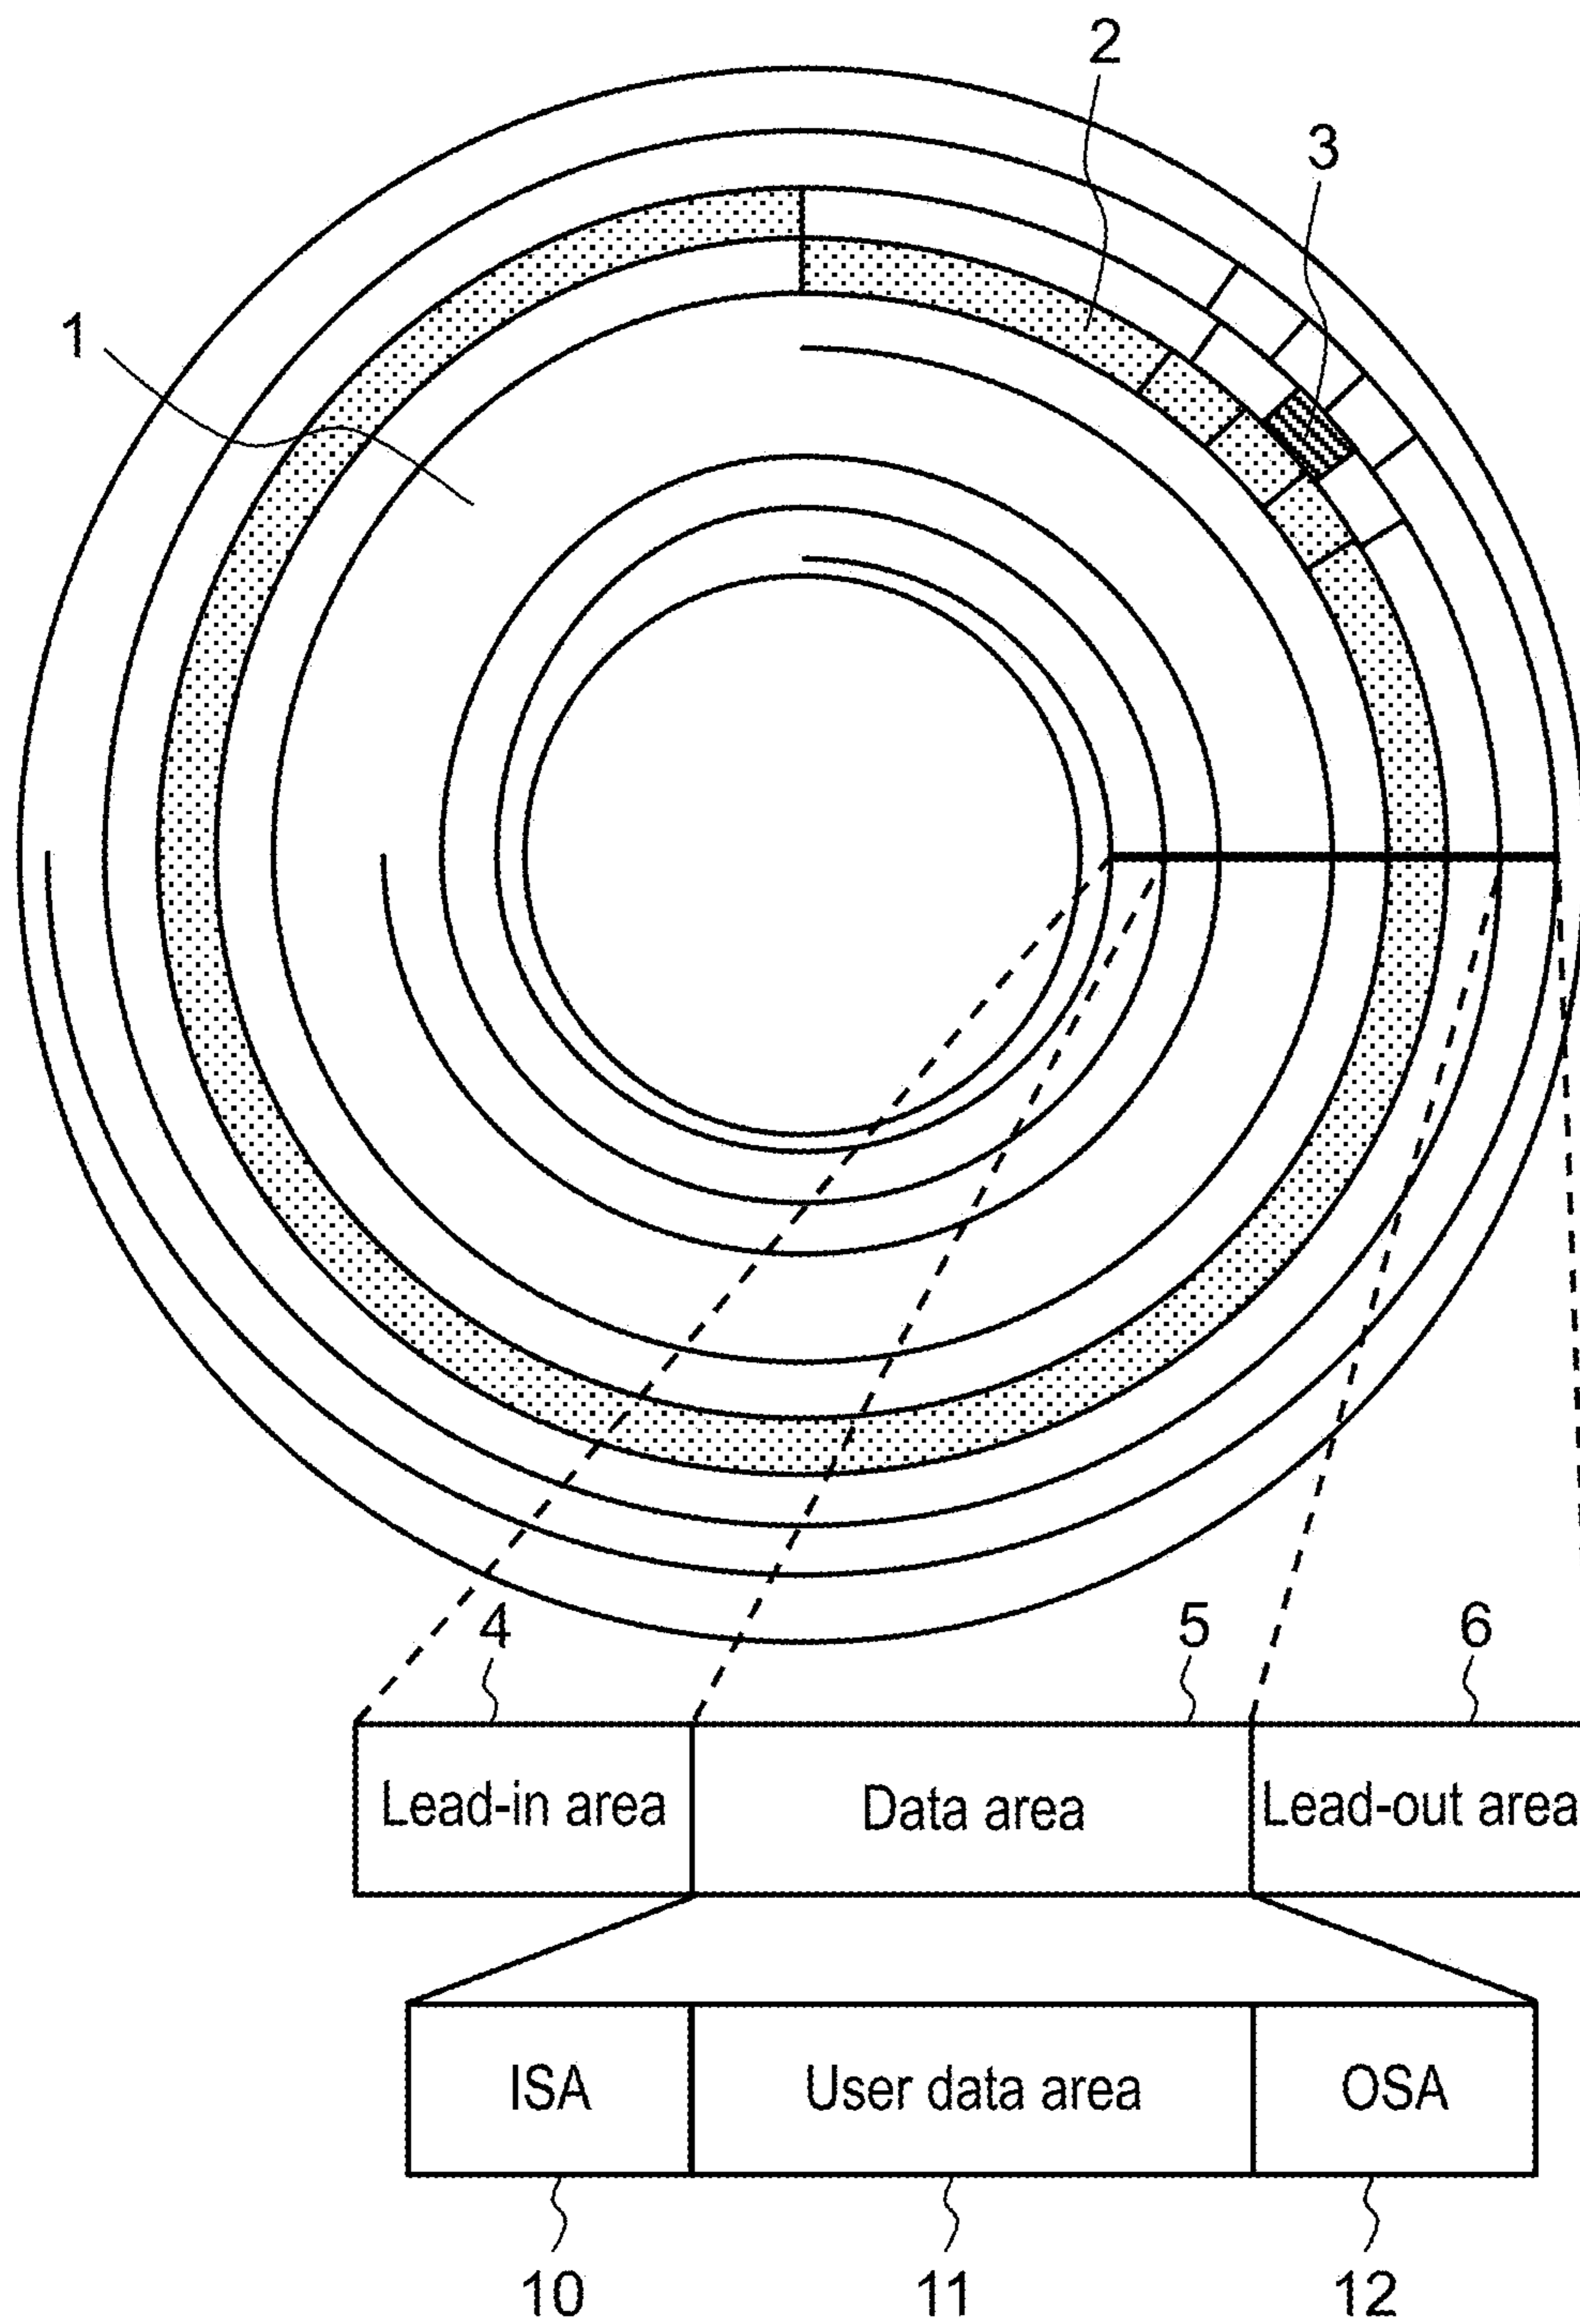 2
3
1
4 5 6
Lead-in area Data area Lead-out area
ISA User data area OSA
10 11 12